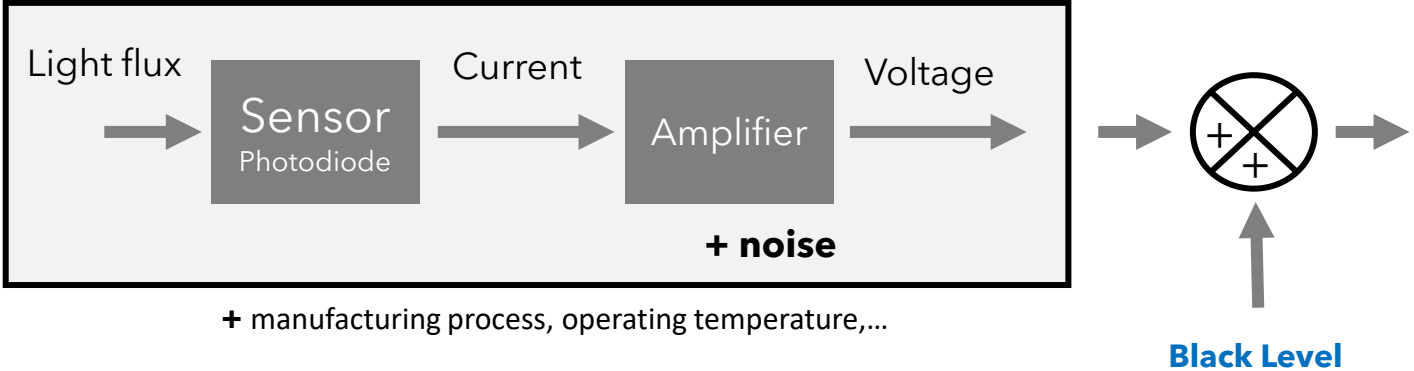 Light flux
Sensor
Photodiode
Current
Amplifier
Voltage
+ noise
+ manufacturing process, operating temperature,...
+
+
Black Level